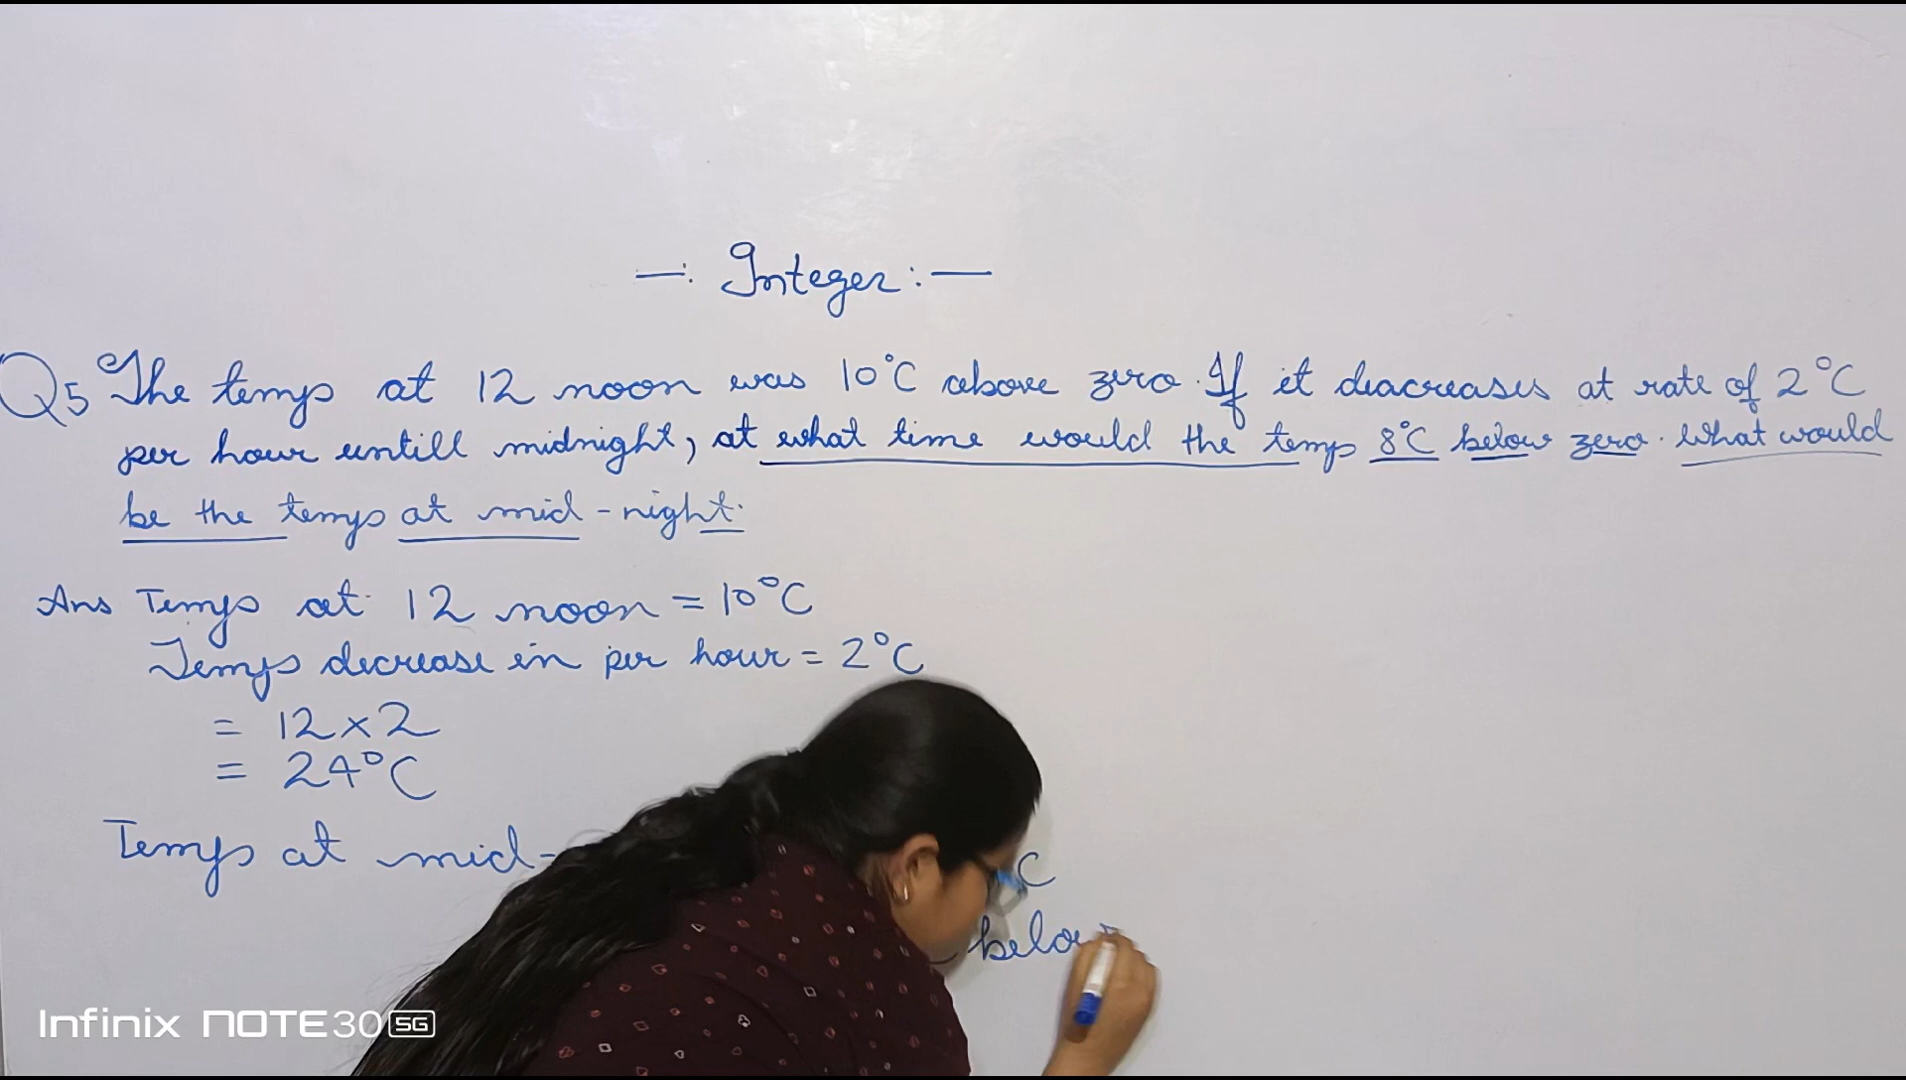 —: Integer :—
Q5 The temp at 12 noon was 10°C above zero. If it diacreases at rate of 2°C
per hour untill midnight, at what time would the temp 8°C below zero. What would
be the temp at mid-night.
Ans Temp at 12 noon = 10°C
Temp decrease in per hour = 2°C
= 12×2
= 24°C
Temp at mid- C
below
Infinix NOTE 30 5G